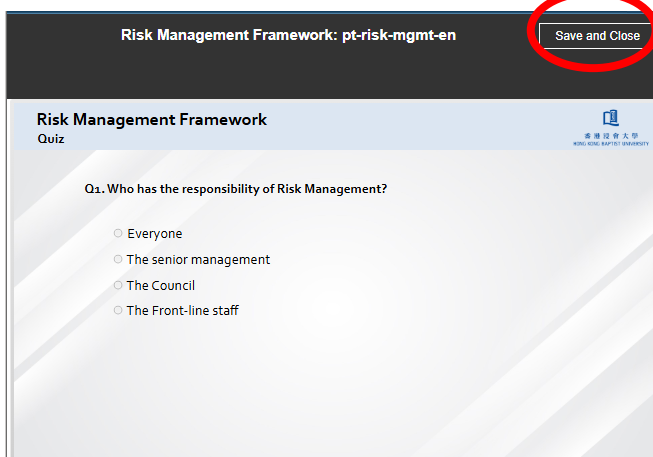 Risk Management Framework: pt-risk-mgmt-en
Save and Close
Risk Management Framework
Quiz
香港浸會大學
HONG KONG BAPTIST UNIVERSITY
Q1. Who has the responsibility of Risk Management?
Everyone
The senior management
The Council
The Front-line staff